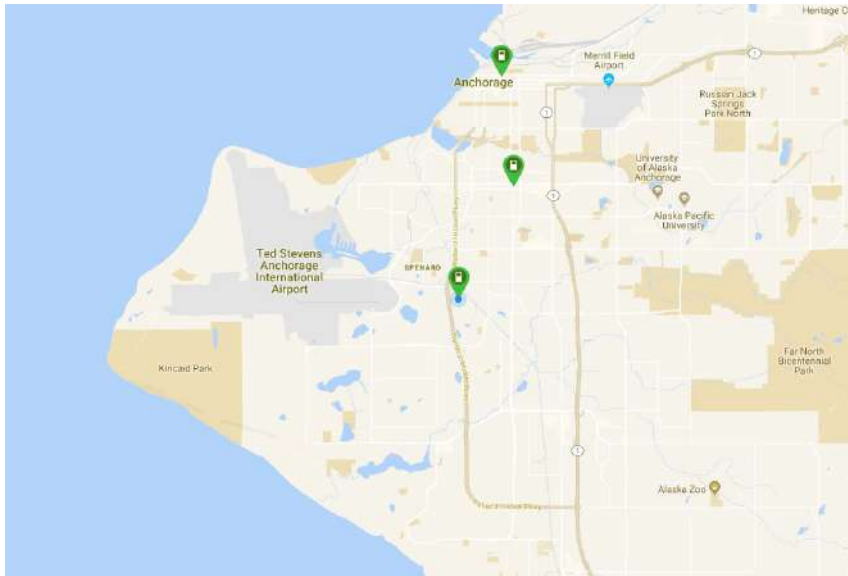 Heritage C
Merrill Field
Airport
1
Anchorage
Russian Jack
Springs
Park North
1
University
of Alaska
Anchorage
1
Alaska Pacific
University
Ted Stevens
Anchorage
International
Airport
SPENARD
Far North
Bicentennial
Park
Kincaid Park
1
Alaska Zoo